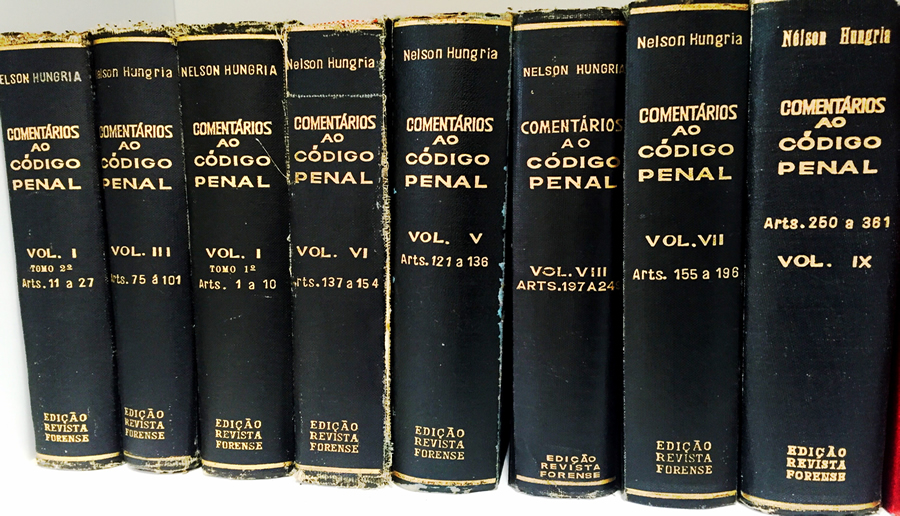 ELSON HUNGRIA
COMENTÁRIOS
AO
CÓDIGO
PENAL
VOL. I
TOMO 2º
Arts. 11 a 27
EDIÇÃO
REVISTA
FORENSE
elson Hungria
COMENTÁRIOS
AO
CÓDIGO
PENAL
VOL. III
Arts. 75 á 101
EDIÇÃO
REVISTA
FORENSE
NELSON HUNGRIA
COMENTÁRIOS
AO
CÓDIGO
PENAL
VOL. I
TOMO 1º
Arts. 1 a 10
EDIÇÃO
REVISTA
FORENSE
Nelson Hungria
COMENTÁRIOS
AO
CÓDIGO
PENAL
VOL. VI
Arts. 137 a 154
EDIÇÃO
REVISTA
FORENSE
Nelson Hungria
COMENTÁRIOS
AO
CÓDIGO
PENAL
VOL. V
Arts. 121 a 136
EDIÇÃO
REVISTA
FORENSE
NELSON HUNGRIA
COMENTÁRIOS
AO
CÓDIGO
PENAL
VOL. VIII
ARTS. 197 A 24
EDIÇÃO
REVISTA
FORENSE
Nelson Hungria
COMENTÁRIOS
AO
CÓDIGO
PENAL
VOL. VII
Arts. 155 a 196
EDIÇÃO
REVISTA
FORENSE
Nélson Hungria
COMENTÁRIOS
AO
CÓDIGO
PENAL
Arts. 250 a 361
VOL. IX
EDIÇÃO
REVISTA
FORENSE